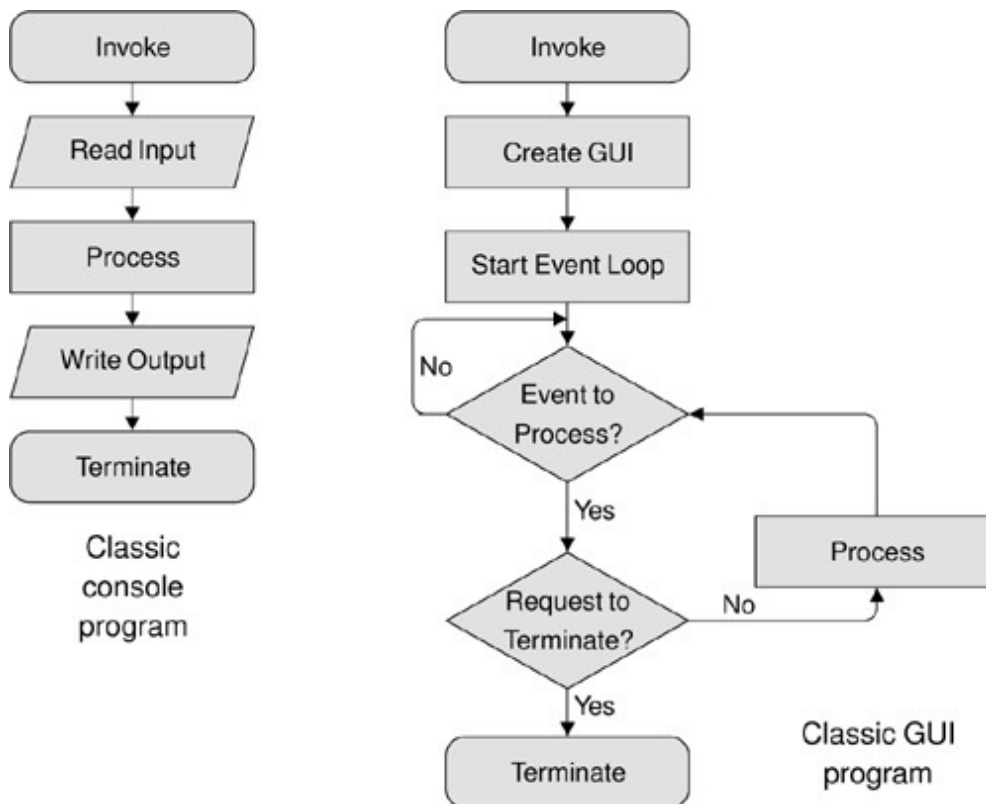 Invoke
Read Input
Process
Write Output
Terminate
Classic
console
program
Invoke
Create GUI
Start Event Loop
No
Event to
Process?
Yes
Process
Request to
Terminate?
No
Yes
Terminate
Classic GUI
program